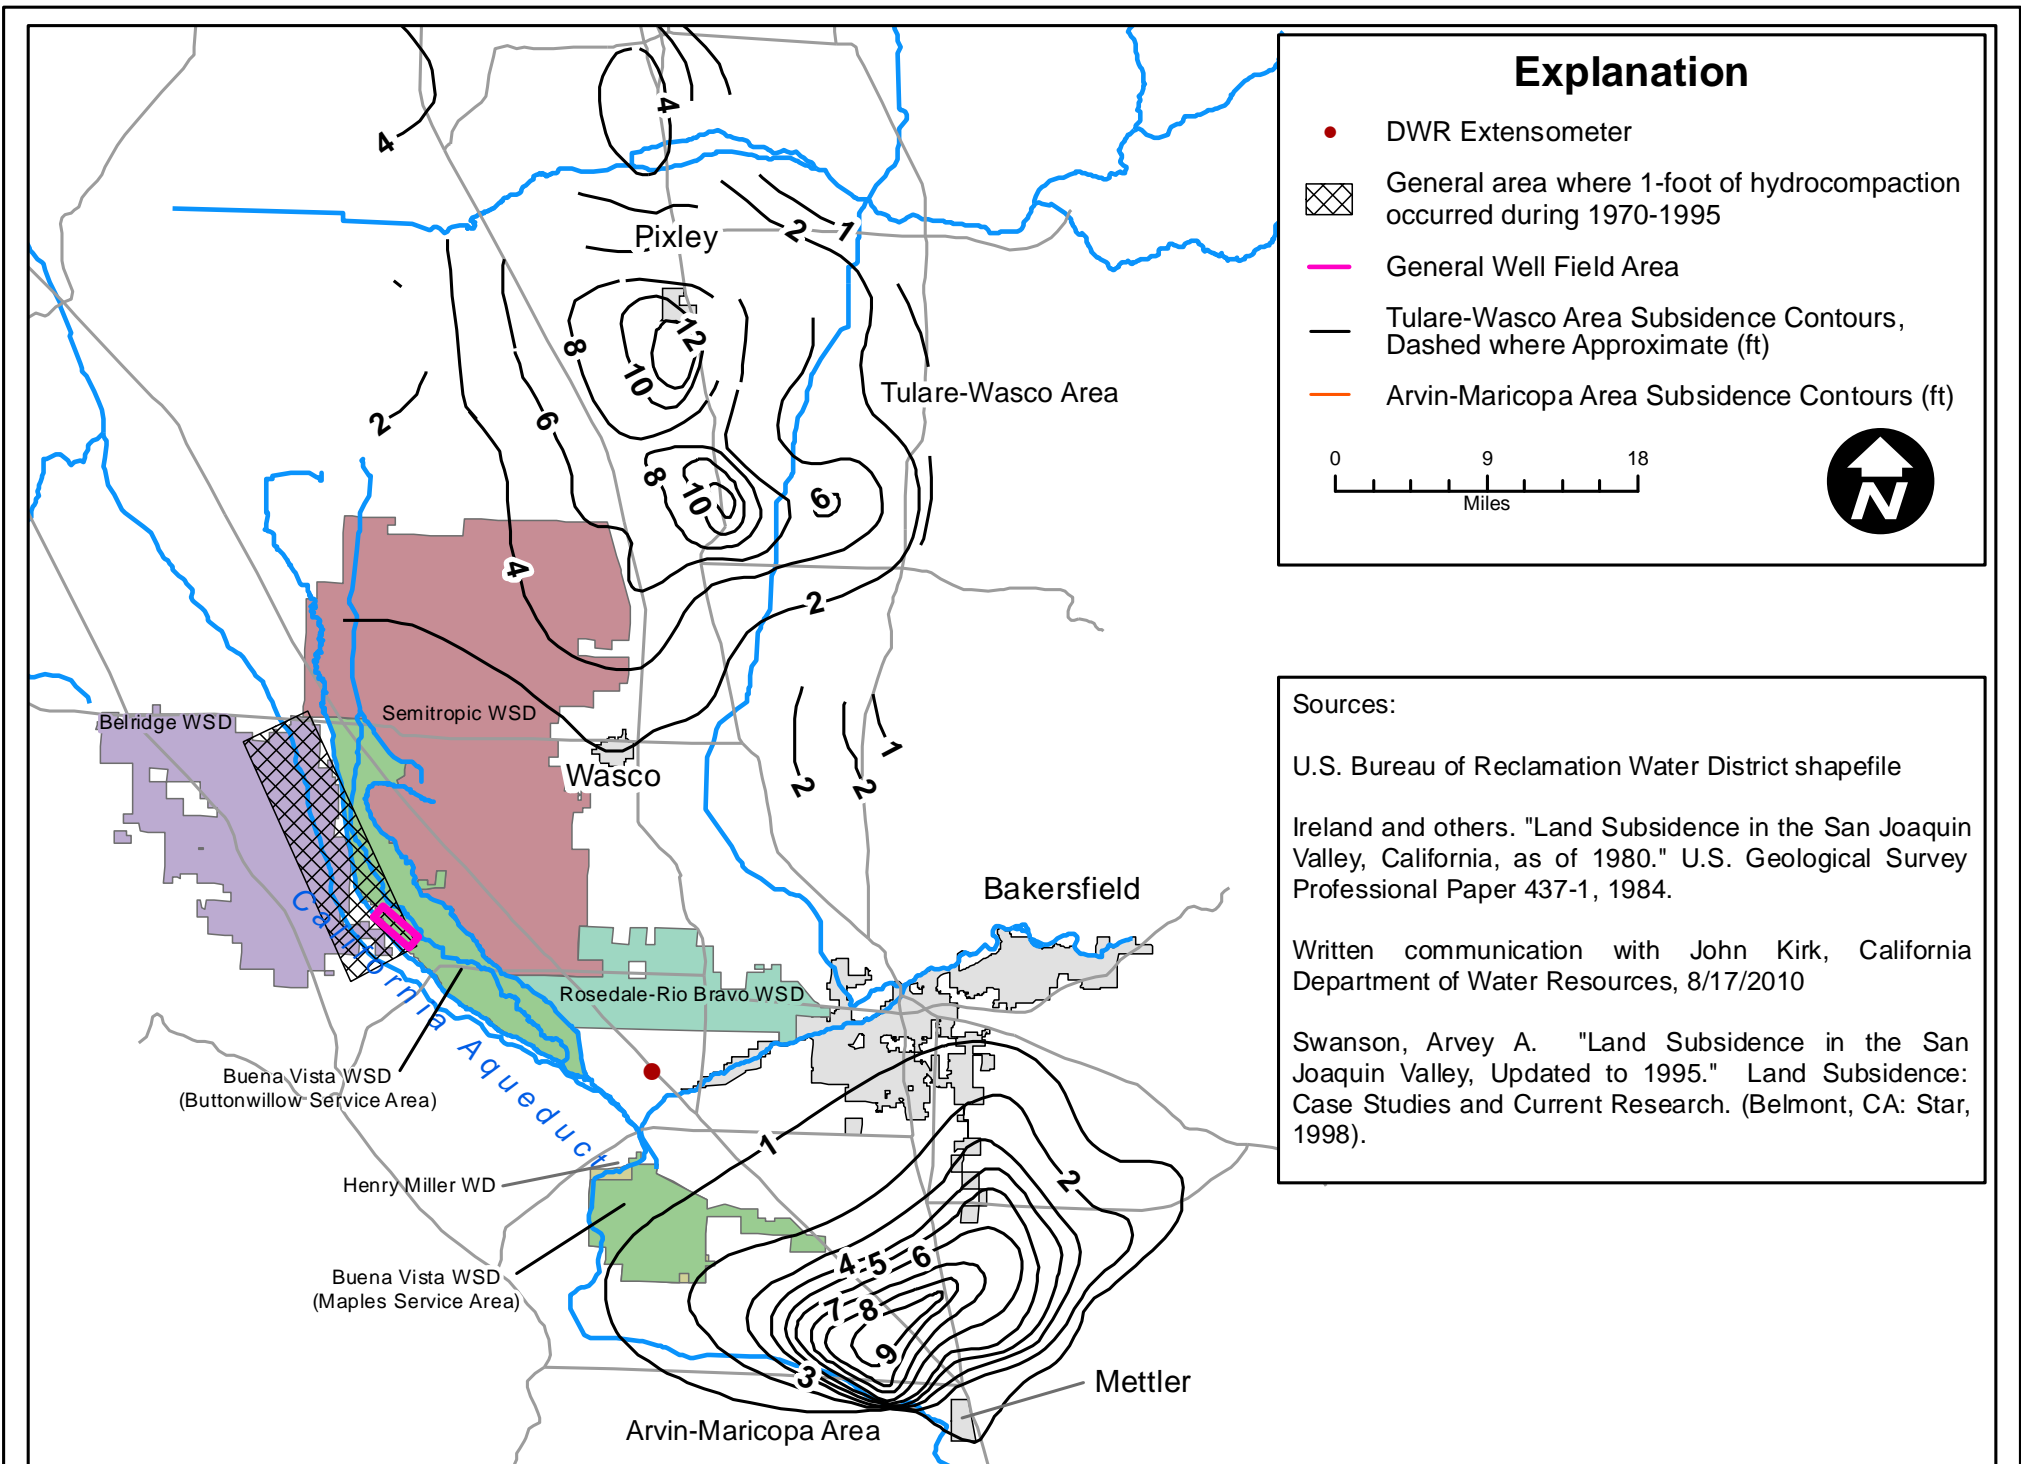 Explanation
DWR Extensometer
General area where 1-foot of hydrocompaction
occurred during 1970-1995
General Well Field Area
Tulare-Wasco Area Subsidence Contours,
Dashed where Approximate (ft)
Arvin-Maricopa Area Subsidence Contours (ft)
0 9 18
Miles
N
4
4
2
1
Pixley
12
8
10
Tulare-Wasco Area
2
6
8
10
6
4
2
Belridge WSD
Semitropic WSD
Wasco
1
2
2
Bakersfield
California Aqueduct
Rosedale-Rio Bravo WSD
Buena Vista WSD
(Buttonwillow Service Area)
1
Henry Miller WD
2
Buena Vista WSD
(Maples Service Area)
4
5
6
7
8
9
3
Mettler
Arvin-Maricopa Area
Sources:
U.S. Bureau of Reclamation Water District shapefile
Ireland and others. "Land Subsidence in the San Joaquin
Valley, California, as of 1980." U.S. Geological Survey
Professional Paper 437-1, 1984.
Written communication with John Kirk, California
Department of Water Resources, 8/17/2010
Swanson, Arvey A. "Land Subsidence in the San
Joaquin Valley, Updated to 1995." Land Subsidence:
Case Studies and Current Research. (Belmont, CA: Star,
1998).